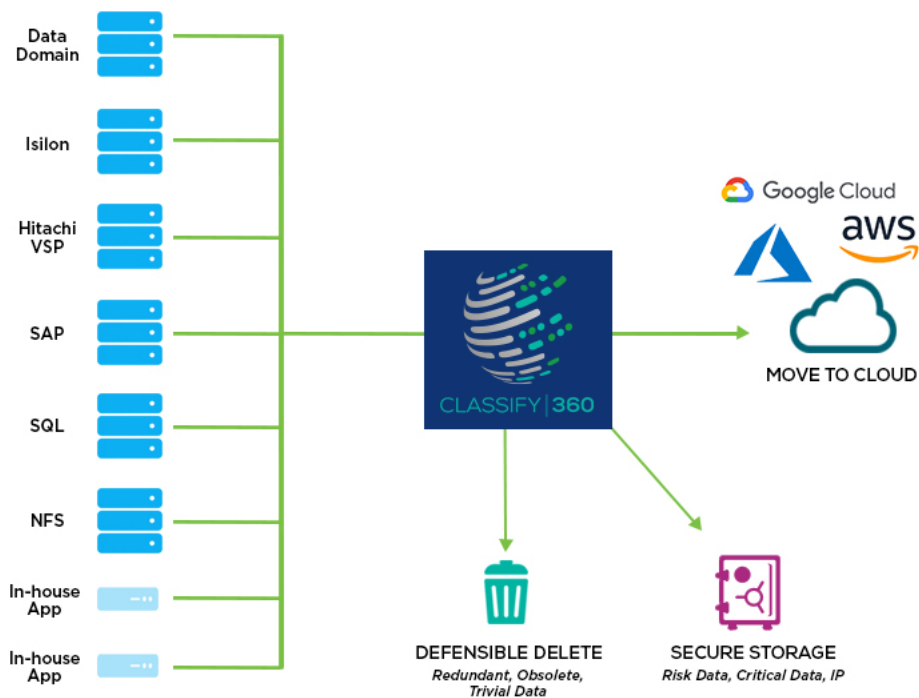 Data
Domain
Isilon
Hitachi
VSP
SAP
SQL
NFS
In-house
App
In-house
App
CLASSIFY|360
Google Cloud
aws
MOVE TO CLOUD
DEFENSIBLE DELETE
Redundant, Obsolete,
Trivial Data
SECURE STORAGE
Risk Data, Critical Data, IP